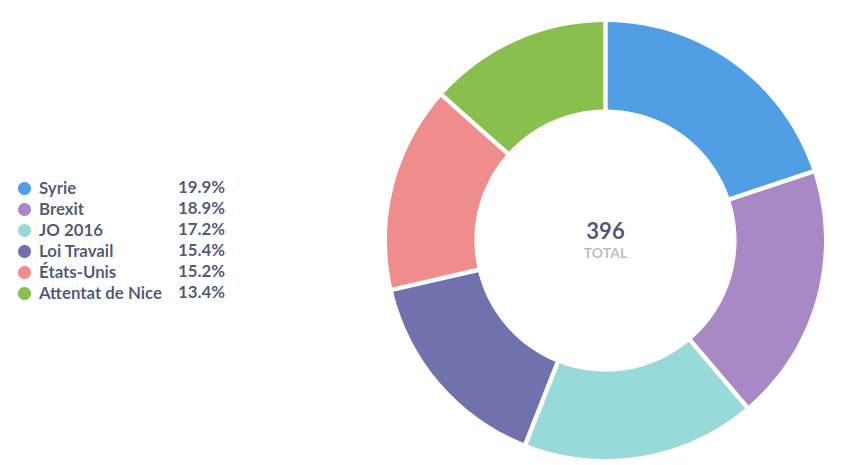 Syrie 19.9%
Brexit 18.9%
JO 2016 17.2%
Loi Travail 15.4%
États-Unis 15.2%
Attentat de Nice 13.4%
396
TOTAL